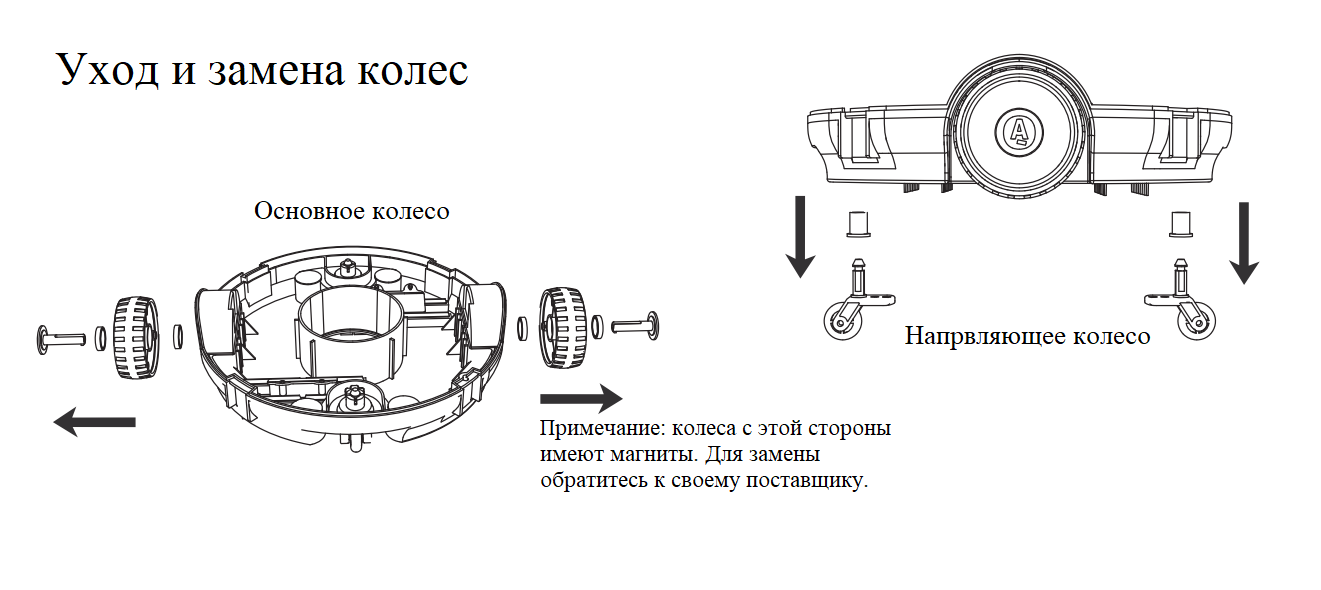 Уход и замена колес
Основное колесо
Напрвляющее колесо
Примечание: колеса с этой стороны
имеют магниты. Для замены
обратитесь к своему поставщику.
A